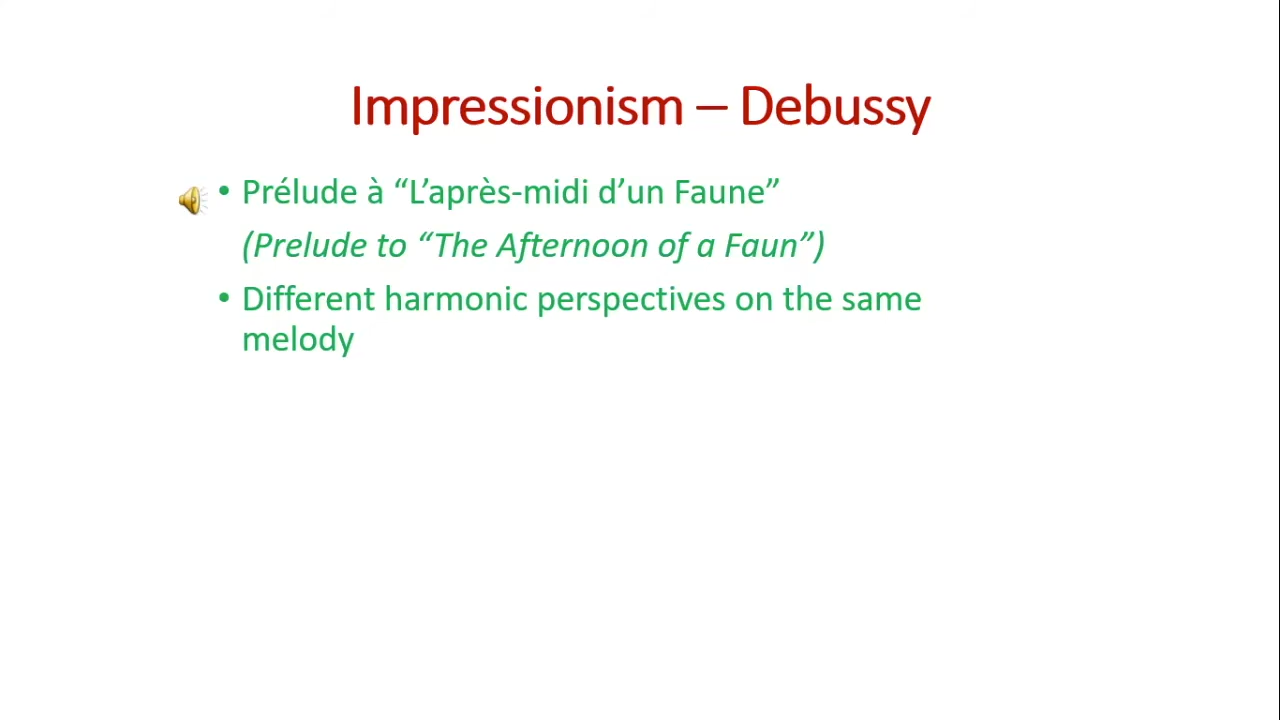 Impressionism – Debussy
• Prélude à “L’après-midi d’un Faune”
(Prelude to “The Afternoon of a Faun”)
• Different harmonic perspectives on the same
melody